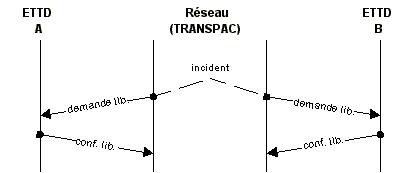 ETTD Réseau ETTD
A (TRANSPAC) B
incident
demande lib. demande lib.
conf. lib. conf. lib.